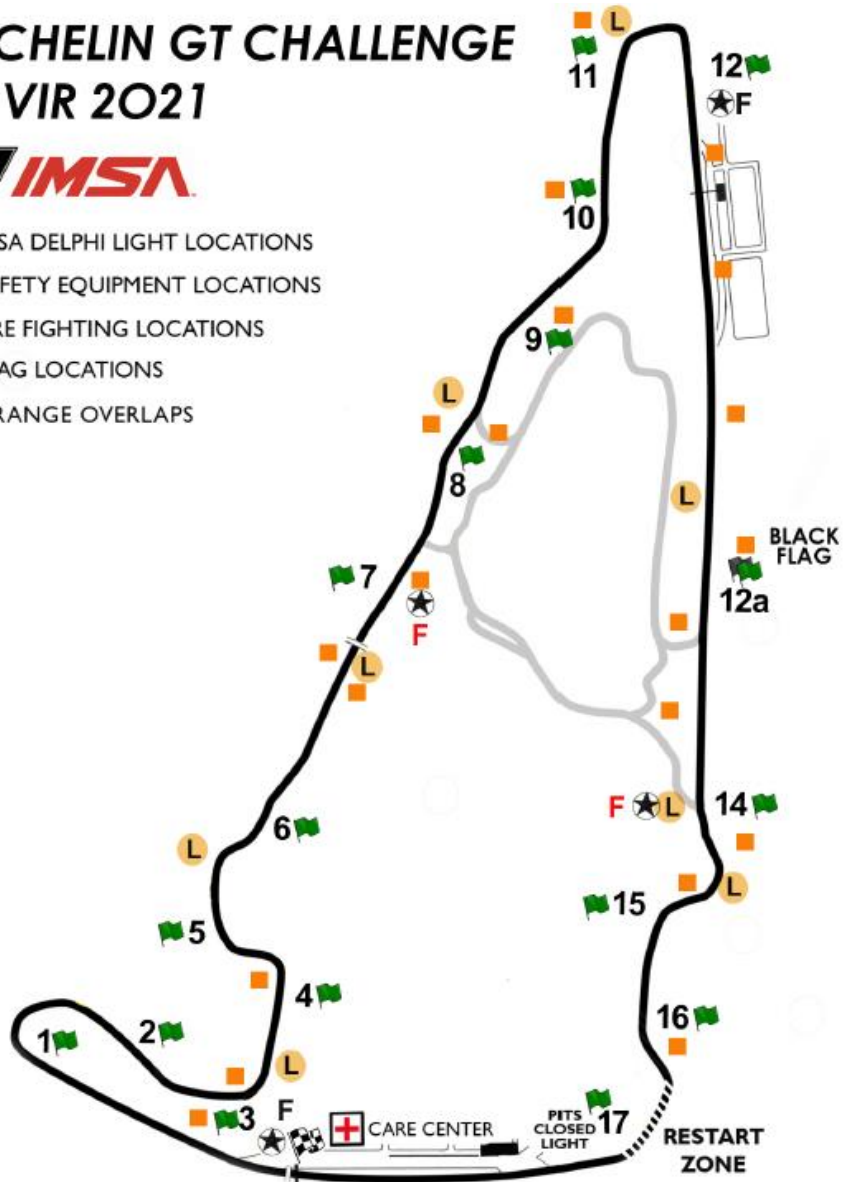 CHELIN GT CHALLENGE
VIR 2021
IMSA
SA DELPHI LIGHT LOCATIONS
FETY EQUIPMENT LOCATIONS
RE FIGHTING LOCATIONS
AG LOCATIONS
RANGE OVERLAPS
L
11
12
F
10
9
L
8
L
BLACK
FLAG
12a
7
F
L
F
L
14
6
L
L
15
5
4
16
2
1
L
3
F
CARE CENTER
PITS
CLOSED
LIGHT
17
RESTART
ZONE